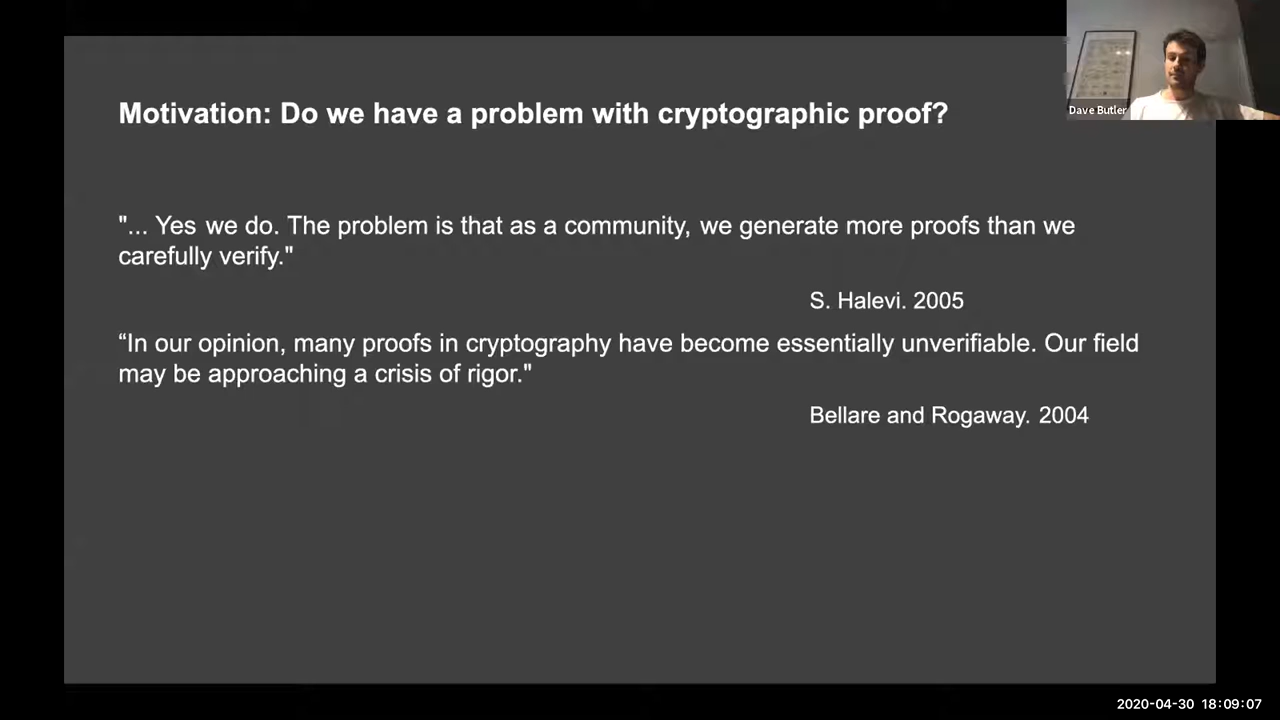 Motivation: Do we have a problem with cryptographic proof?
Dave Butler
"... Yes we do. The problem is that as a community, we generate more proofs than we
carefully verify."
S. Halevi. 2005
“In our opinion, many proofs in cryptography have become essentially unverifiable. Our field
may be approaching a crisis of rigor."
Bellare and Rogaway. 2004
2020-04-30 18:09:07